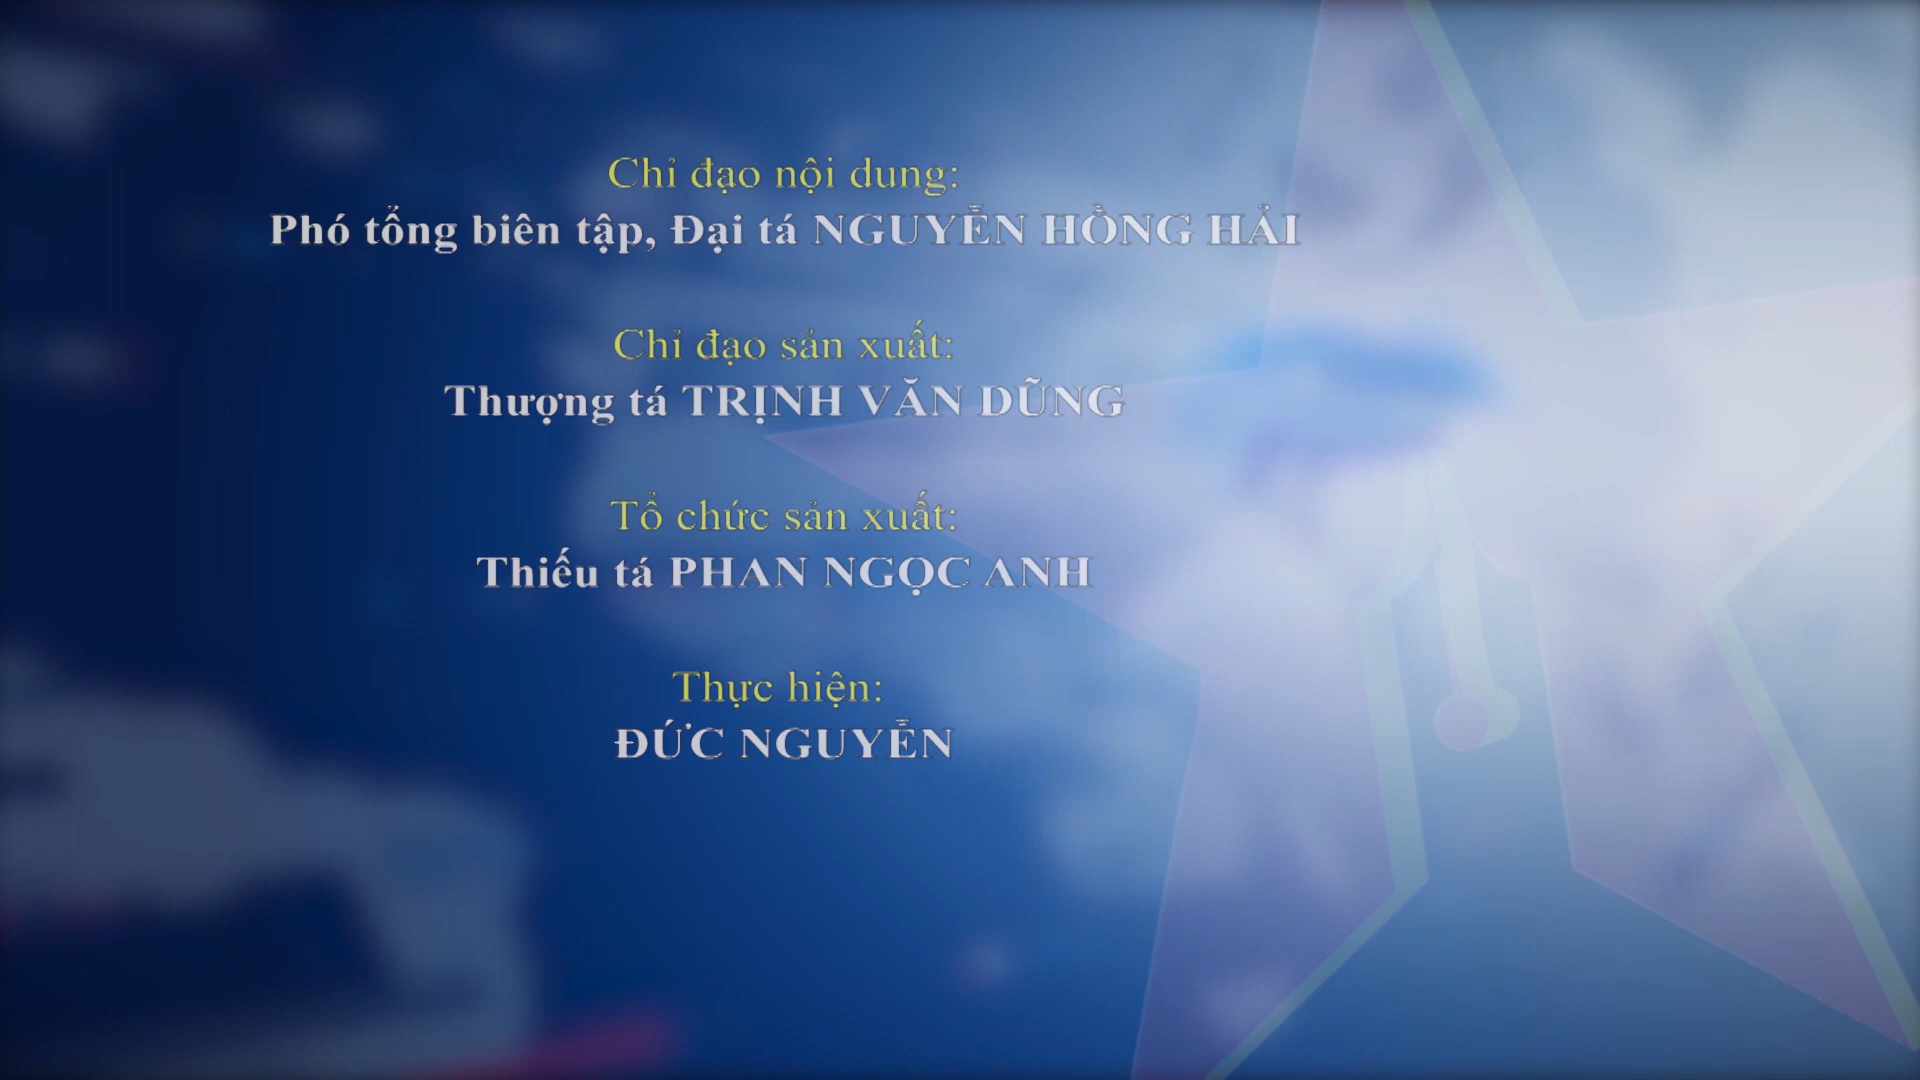 Chỉ đạo nội dung:
Phó tổng biên tập, Đại tá NGUYỄN HỒNG HẢI
Chỉ đạo sản xuất:
Thượng tá TRỊNH VĂN DŨNG
Tổ chức sản xuất:
Thiếu tá PHAN NGỌC ANH
Thực hiện:
ĐỨC NGUYỄN